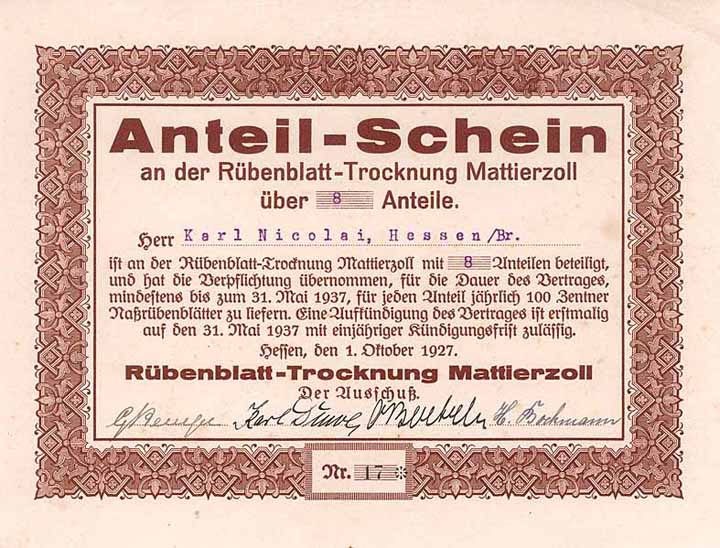 Anteil-Schein
an der Rübenblatt-Trocknung Mattierzoll
über 8 Anteile.
Herr Karl Nicolai, Hessen/Br.
ist an der Rübenblatt-Trocknung Mattierzoll mit 8 Anteilen beteiligt,
und hat die Verpflichtung übernommen, für die Dauer des Vertrages,
mindestens bis zum 31. Mai 1937, für jeden Anteil jährlich 100 Zentner
Naßrübenblätter zu liefern. Eine Aufkündigung des Vertrages ist erstmalig
auf den 31. Mai 1937 mit einjähriger Kündigungsfrist zulässig.
Hessen, den 1. Oktober 1927.
Rübenblatt-Trocknung Mattierzoll
Der Ausschuß.
Karl H. Bockmann
Nr. 17*